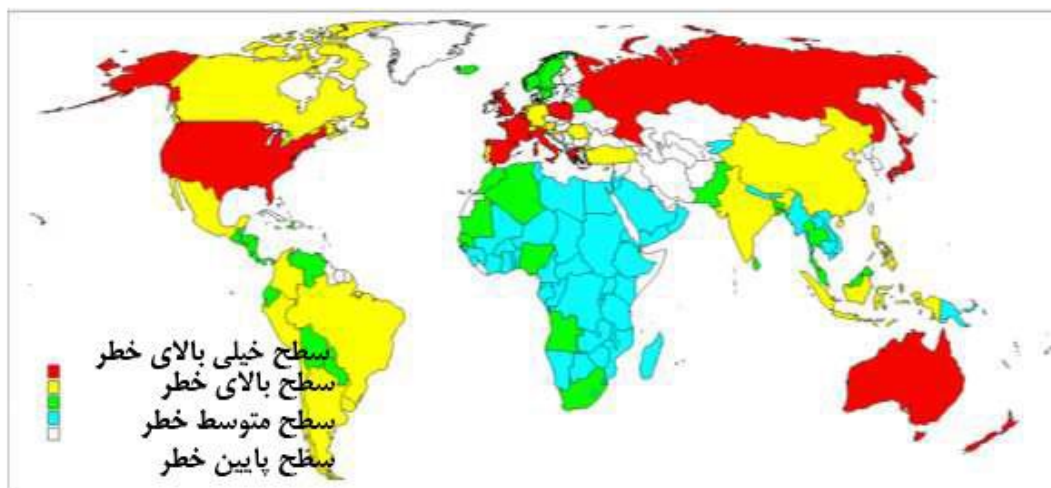 سطح خیلی بالای خطر
سطح بالای خطر
سطح متوسط خطر
سطح پایین خطر